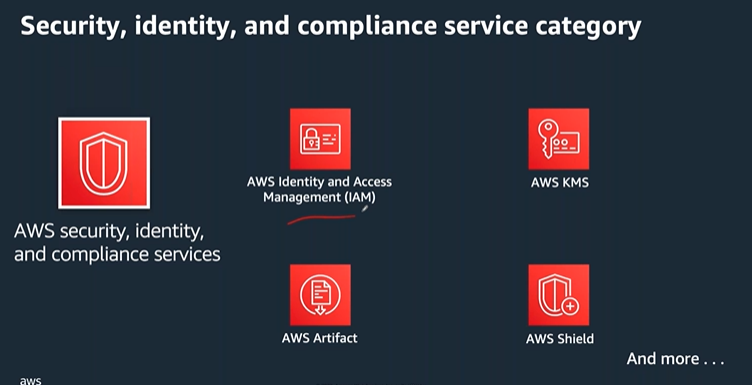 Security, identity, and compliance service category
AWS security, identity,
and compliance services
AWS Identity and Access
Management (IAM)
AWS KMS
AWS Artifact
AWS Shield
And more . . .
aws